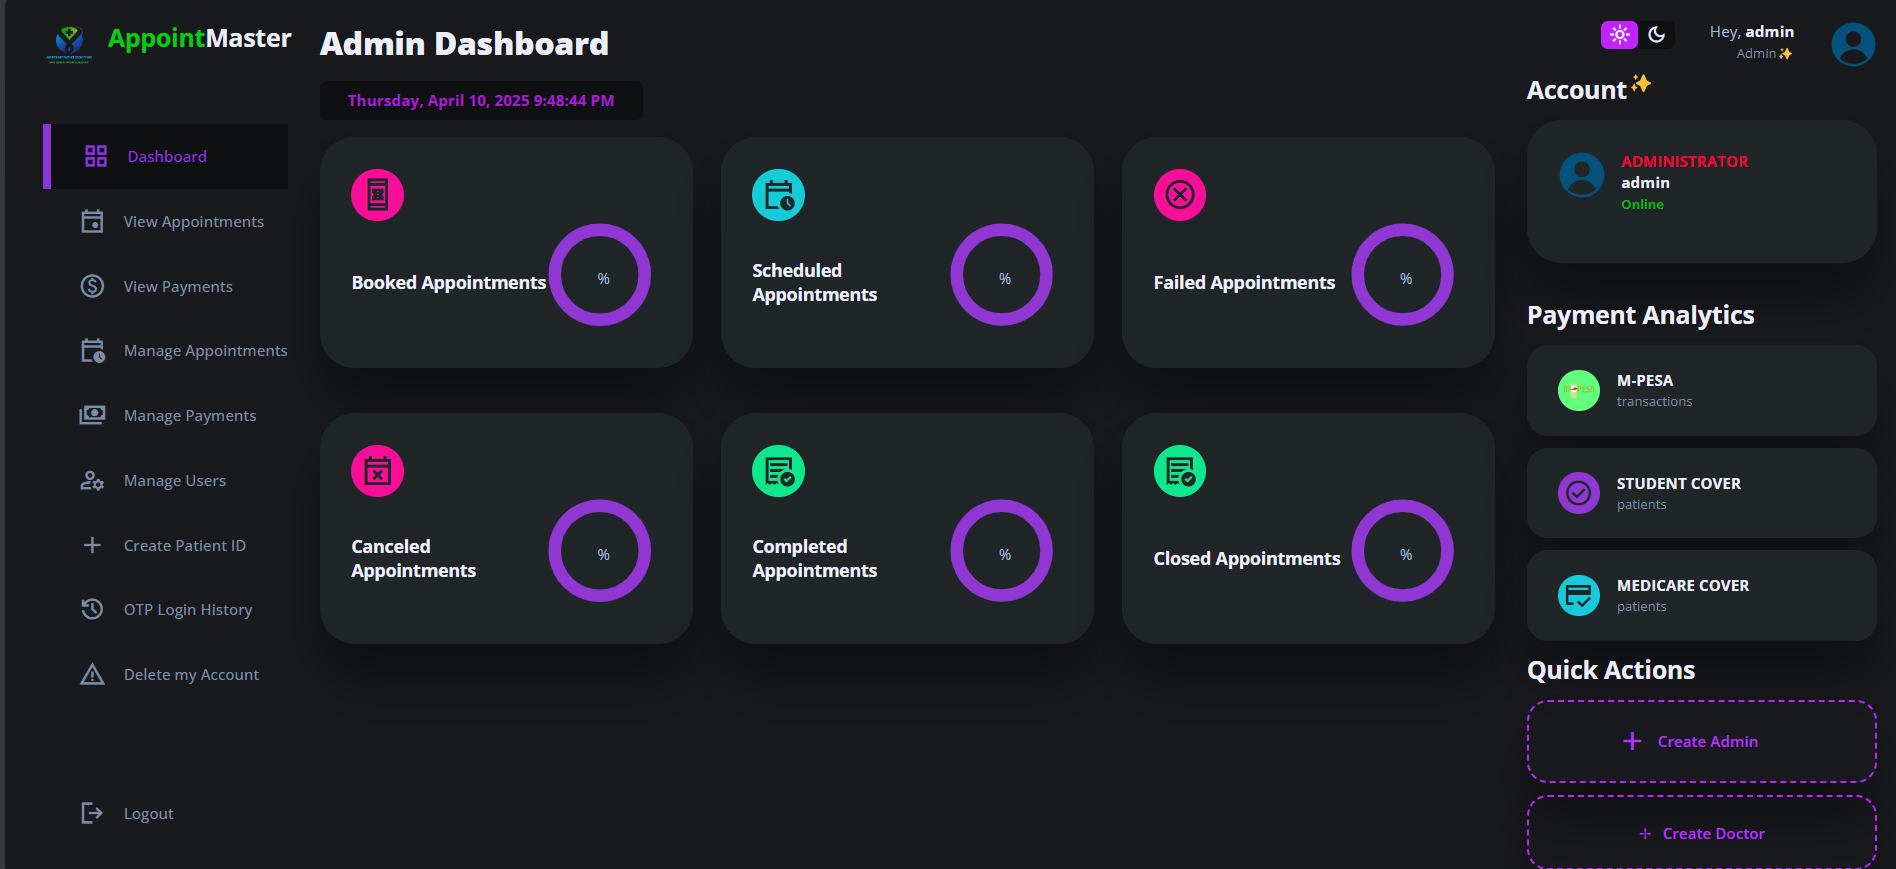 AppointMaster
Dashboard
View Appointments
View Payments
Manage Appointments
Manage Payments
Manage Users
Create Patient ID
OTP Login History
Delete my Account
Logout
Admin Dashboard
Thursday, April 10, 2025 9:48:44 PM
Booked Appointments
%
Scheduled
Appointments
%
Failed Appointments
%
Canceled
Appointments
%
Completed
Appointments
%
Closed Appointments
%
Hey, admin
Admin✨
Account✨
ADMINISTRATOR
admin
Online
Payment Analytics
M-PESA
transactions
STUDENT COVER
patients
MEDICARE COVER
patients
Quick Actions
Create Admin
Create Doctor